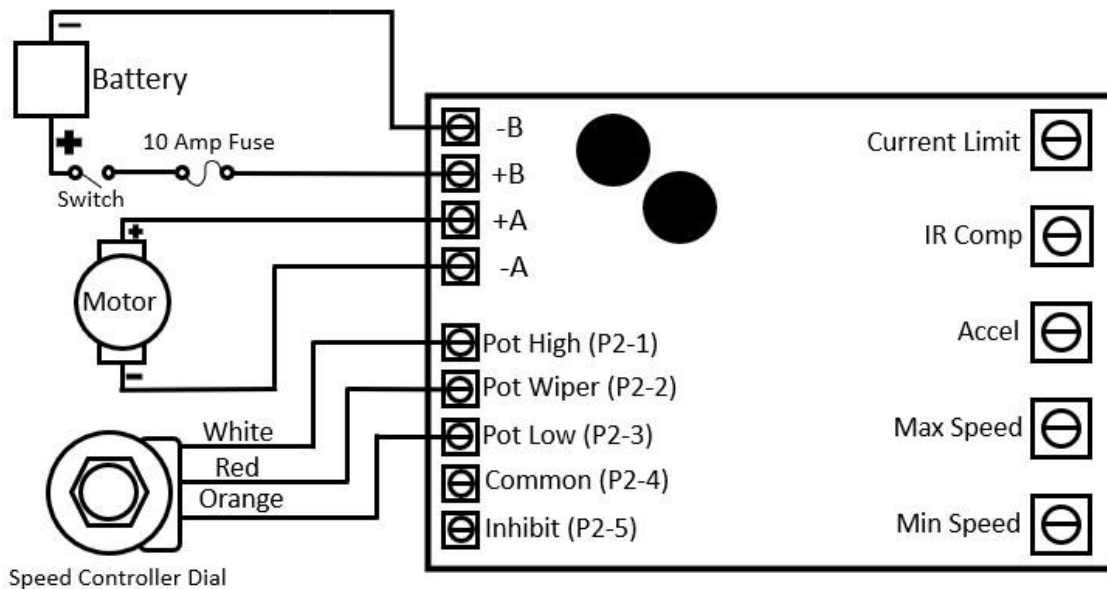 −
Battery
+
10 Amp Fuse
Switch
+
Motor
−
White
Red
Orange
Speed Controller Dial
-B
+B
+A
-A
Pot High (P2-1)
Pot Wiper (P2-2)
Pot Low (P2-3)
Common (P2-4)
Inhibit (P2-5)
Current Limit
IR Comp
Accel
Max Speed
Min Speed